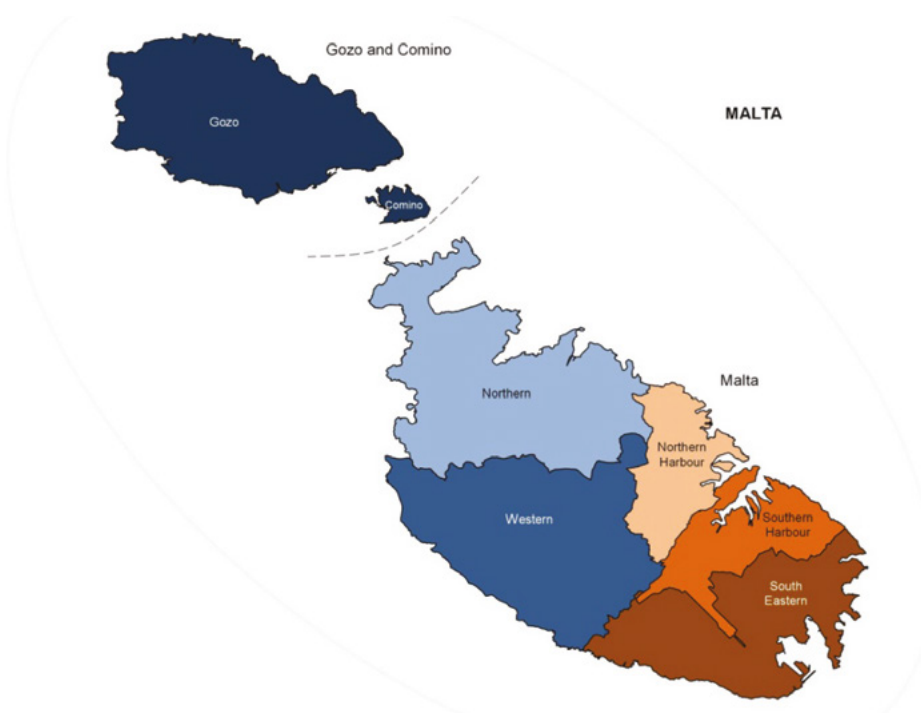 Gozo and Comino
MALTA
Gozo
Comino
Malta
Northern
Northern
Harbour
Western
Southern
Harbour
South
Eastern